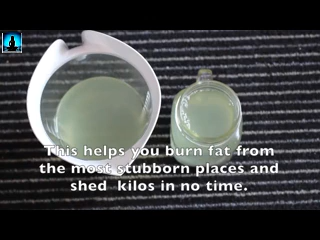 This helps you burn fat from
the most stubborn places and
shed kilos in no time.